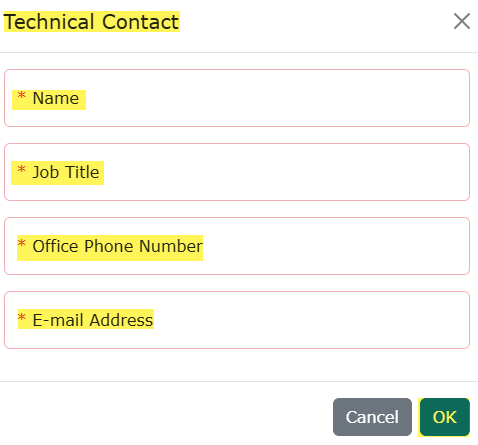 Technical Contact
* Name
* Job Title
* Office Phone Number
* E-mail Address
Cancel OK